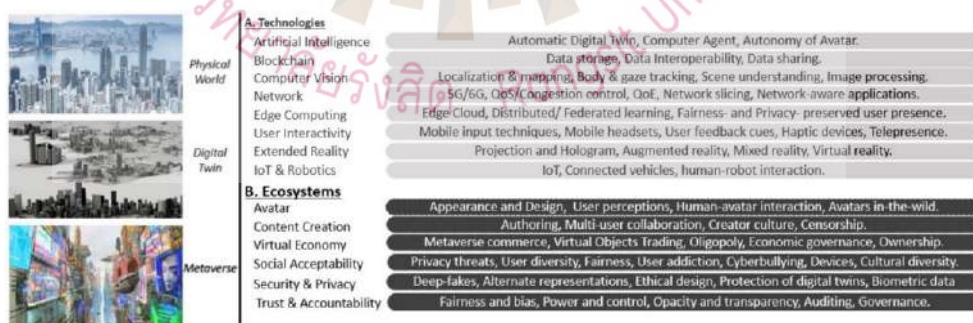 A. Technologies
Artificial Intelligence Automatic Digital Twin, Computer Agent, Autonomy of Avatar.
Blockchain Data storage, Data Interoperability, Data sharing.
Physical World
Computer Vision Localization & mapping, Body & gaze tracking, Scene understanding, Image processing.
Network 5G/6G, QoS/Congestion control, QoE, Network slicing, Network-aware applications.
Edge Computing Edge Cloud, Distributed/ Federated learning, Fairness- and Privacy- preserved user presence.
User Interactivity Mobile input techniques, Mobile headsets, User feedback cues, Haptic devices, Telepresence.
Digital Twin
Extended Reality Projection and Hologram, Augmented reality, Mixed reality, Virtual reality.
IoT & Robotics IoT, Connected vehicles, human-robot interaction.
B. Ecosystems
Avatar Appearance and Design, User perceptions, Human-avatar interaction, Avatars in-the-wild.
Content Creation Authoring, Multi-user collaboration, Creator culture, Censorship.
Virtual Economy Metaverse commerce, Virtual Objects Trading, Oligopoly, Economic governance, Ownership.
Metaverse
Social Acceptability Privacy threats, User diversity, Fairness, User addiction, Cyberbullying, Devices, Cultural diversity.
Security & Privacy Deep-fakes, Alternate representations, Ethical design, Protection of digital twins, Biometric data
Trust & Accountability Fairness and bias, Power and control, Opacity and transparency, Auditing, Governance.